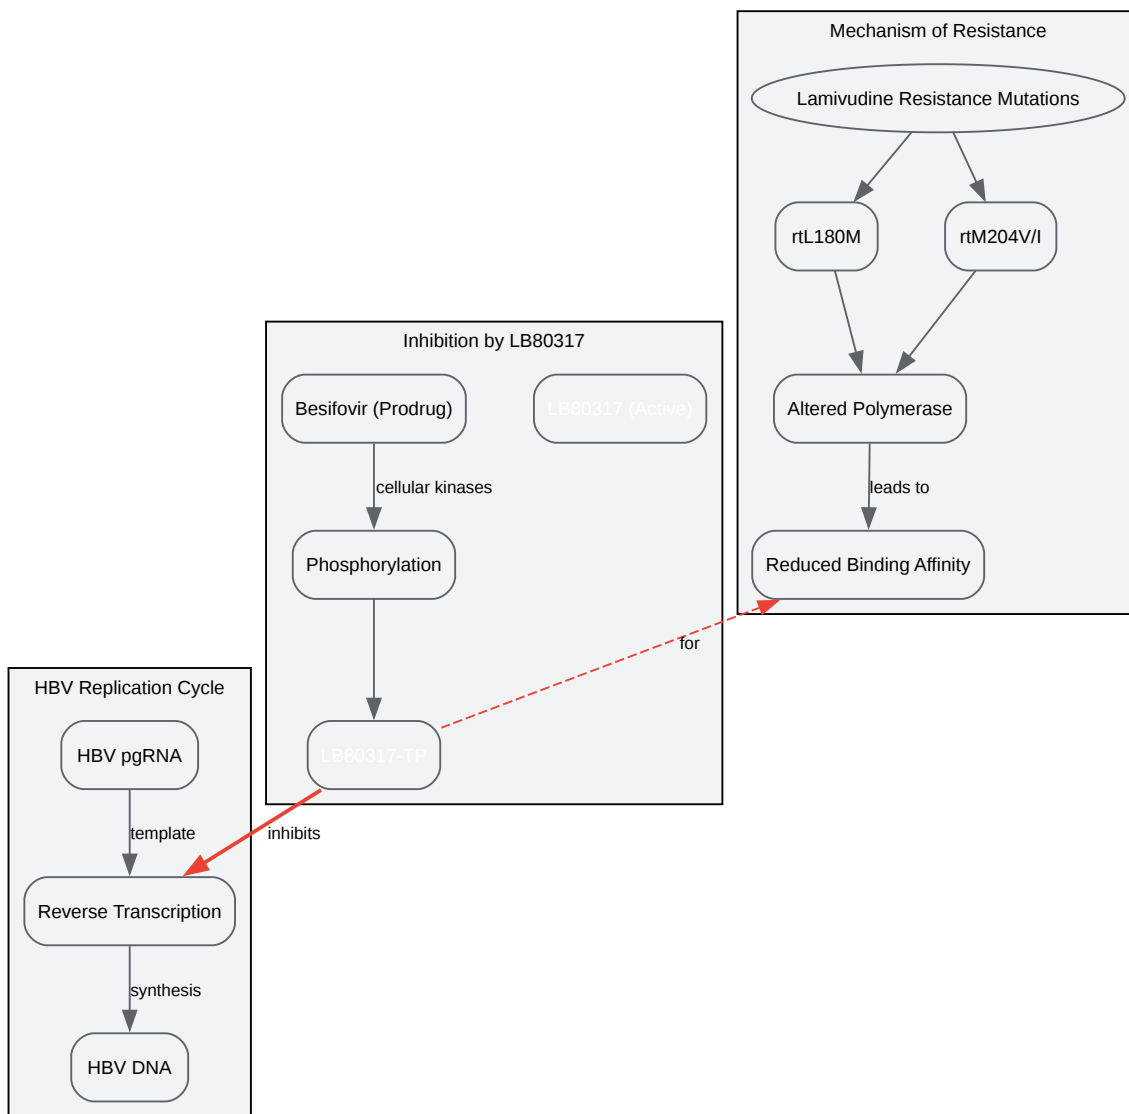 Mechanism of Resistance
Lamivudine Resistance Mutations
rtL180M
rtM204V/I
Altered Polymerase
leads to
Reduced Binding Affinity
Inhibition by LB80317
Besifovir (Prodrug)
LB80317 (Active)
cellular kinases
Phosphorylation
for
LB80317-TP
inhibits
HBV Replication Cycle
HBV pgRNA
template
Reverse Transcription
synthesis
HBV DNA